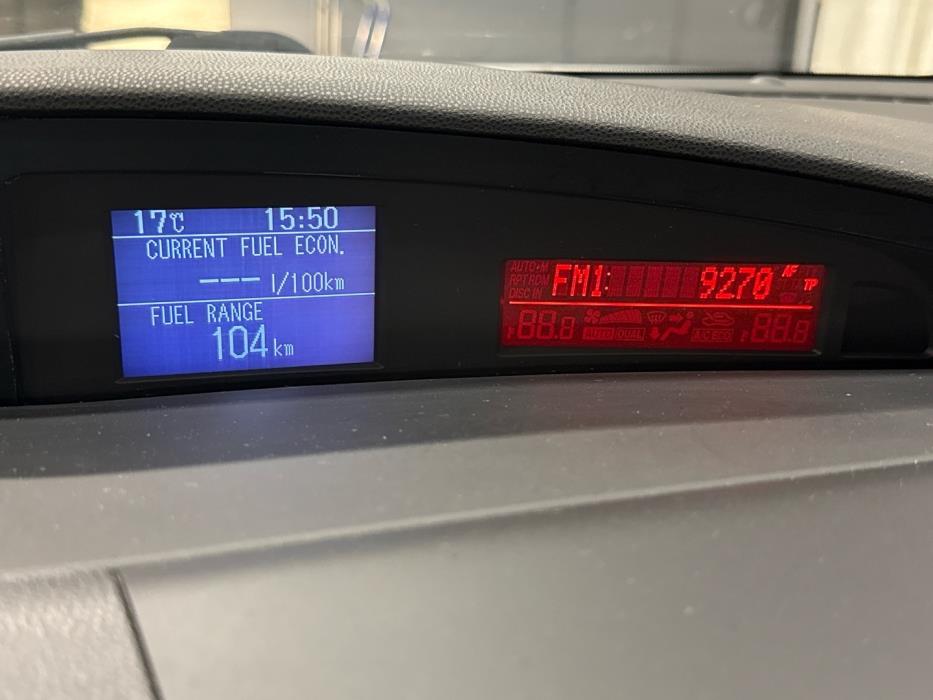 17℃ 15:50
CURRENT FUEL ECON.
--- l/100km
FUEL RANGE
104km
AUTO-M
RPT RDM
DISC IN
FM1: 9270 AF TP
88.8 AUTO DUAL A/C ECO 88.8